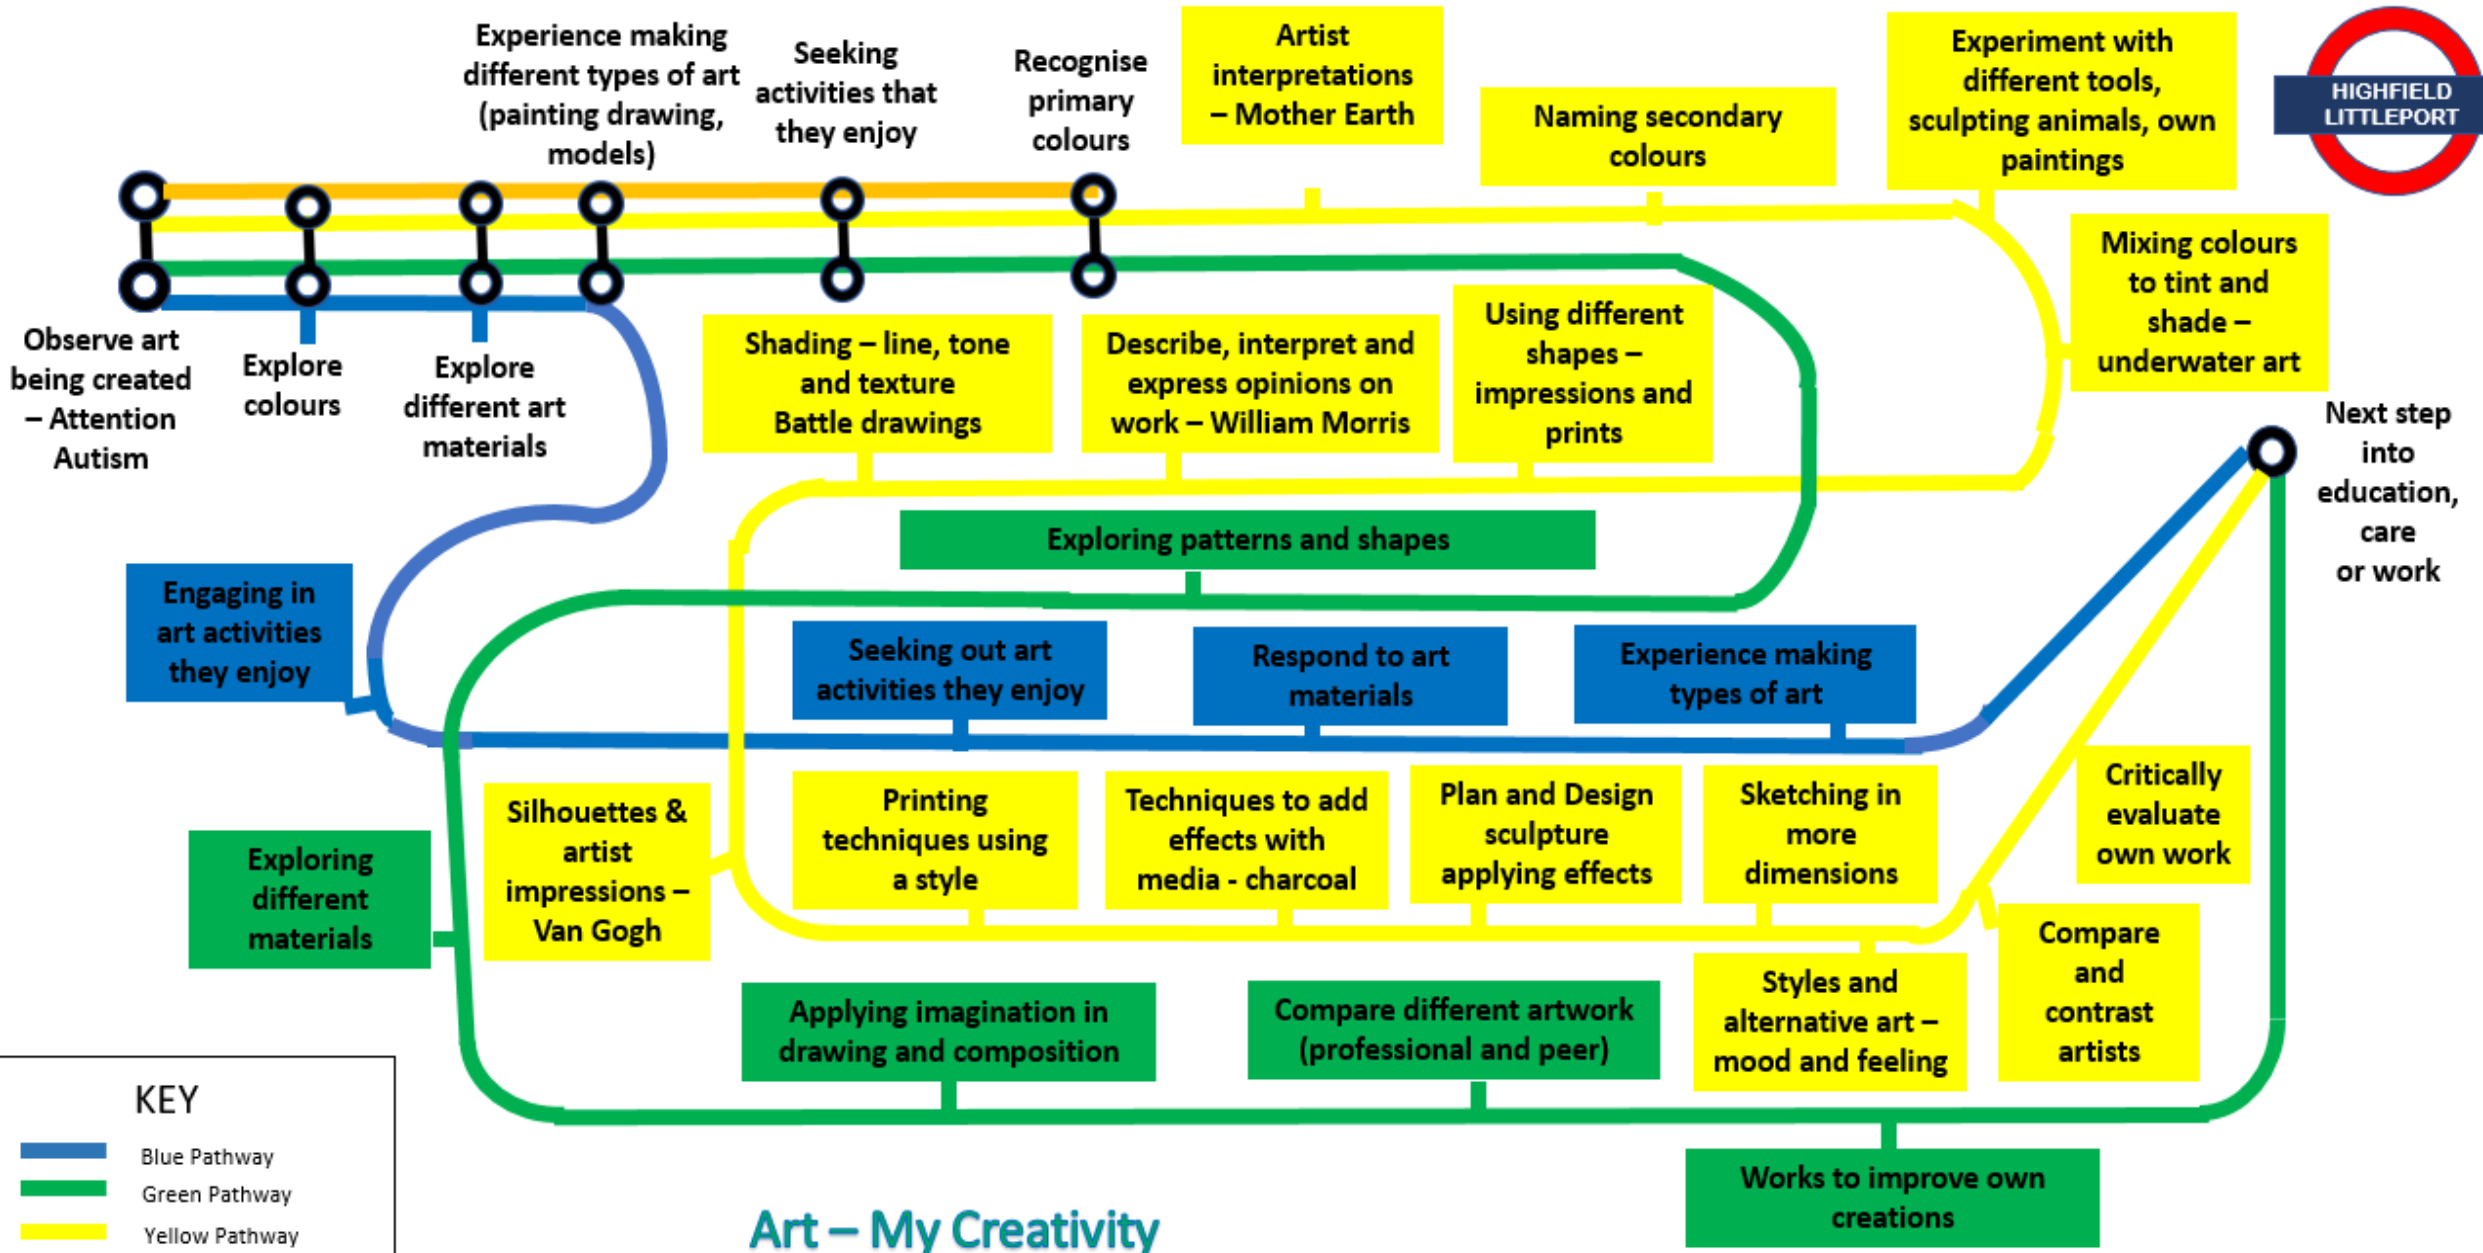 Experience making
different types of art
(painting drawing,
models)
Seeking
activities that
they enjoy
Recognise
primary
colours
Artist
interpretations
– Mother Earth
Naming secondary
colours
Experiment with
different tools,
sculpting animals, own
paintings
HIGHFIELD
LITTLEPORT
Mixing colours
to tint and
shade –
underwater art
Observe art
being created
– Attention
Autism
Explore
colours
Explore
different art
materials
Shading – line, tone
and texture
Battle drawings
Describe, interpret and
express opinions on
work – William Morris
Using different
shapes –
impressions and
prints
Next step
into
education,
care
or work
Exploring patterns and shapes
Engaging in
art activities
they enjoy
Seeking out art
activities they enjoy
Respond to art
materials
Experience making
types of art
Silhouettes &
artist
impressions –
Van Gogh
Printing
techniques using
a style
Techniques to add
effects with
media - charcoal
Plan and Design
sculpture
applying effects
Sketching in
more
dimensions
Critically
evaluate
own work
Exploring
different
materials
Compare
and
contrast
artists
Styles and
alternative art –
mood and feeling
Applying imagination in
drawing and composition
Compare different artwork
(professional and peer)
Works to improve own
creations
KEY
Blue Pathway
Green Pathway
Yellow Pathway
Art – My Creativity